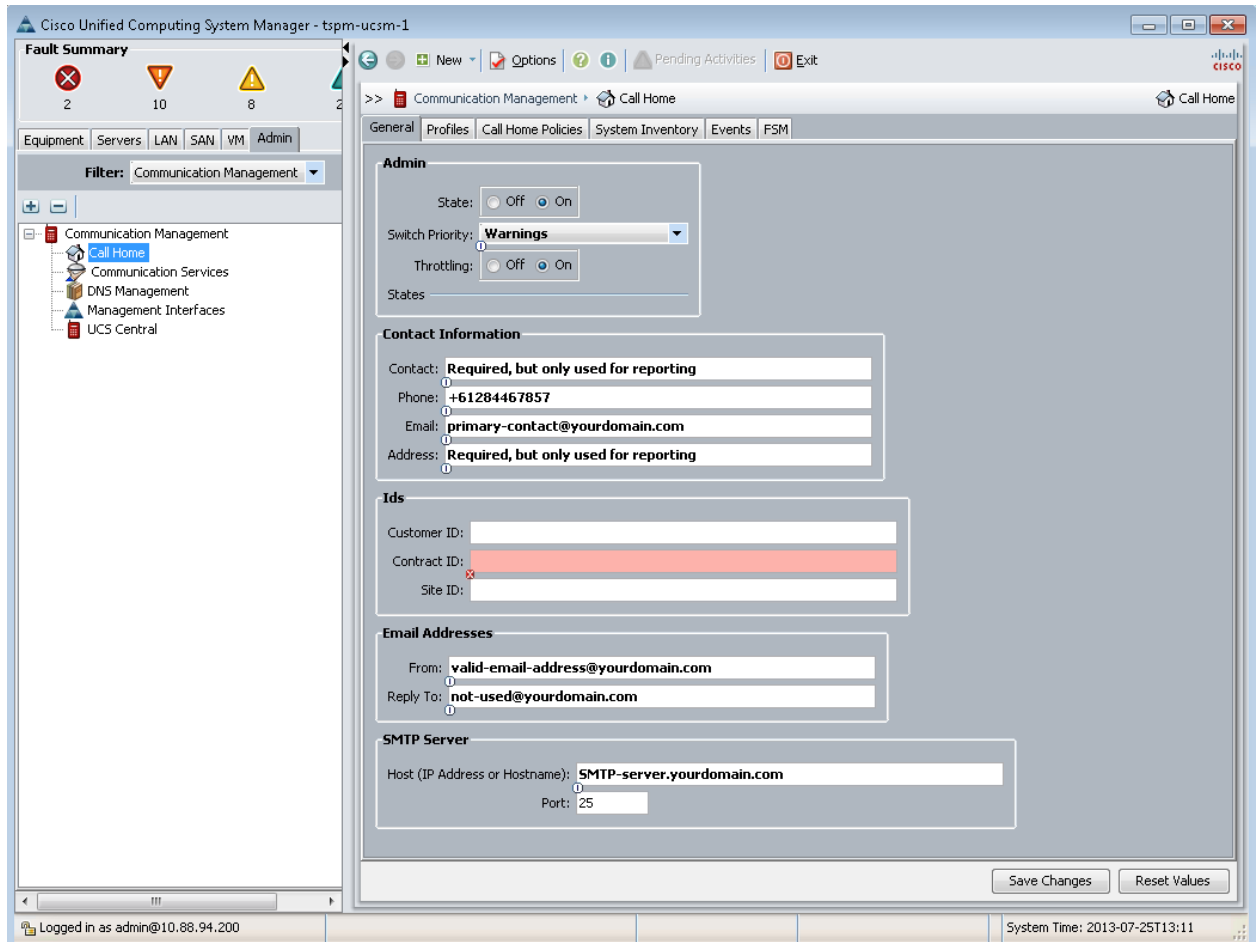 Cisco Unified Computing System Manager - tspm-ucsm-1
Fault Summary
2 10 8 2
New Options Pending Activities Exit
cisco
>> Communication Management Call Home
Call Home
Equipment Servers LAN SAN VM Admin
Filter: Communication Management
Communication Management
Call Home
Communication Services
DNS Management
Management Interfaces
UCS Central
General Profiles Call Home Policies System Inventory Events FSM
Admin
State: Off On
Switch Priority: Warnings
Throttling: Off On
States
Contact Information
Contact: Required, but only used for reporting
Phone: +61284467857
Email: primary-contact@yourdomain.com
Address: Required, but only used for reporting
Ids
Customer ID:
Contract ID:
Site ID:
Email Addresses
From: valid-email-address@yourdomain.com
Reply To: not-used@yourdomain.com
SMTP Server
Host (IP Address or Hostname): SMTP-server.yourdomain.com
Port: 25
Save Changes Reset Values
Logged in as admin@10.88.94.200
System Time: 2013-07-25T13:11